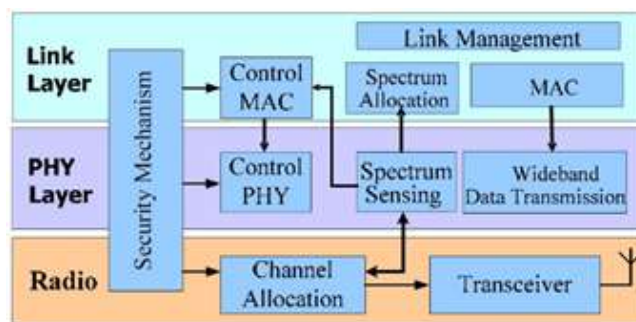 Link
Layer
PHY
Layer
Radio
Security Mechanism
Link Management
Control
MAC
Spectrum
Allocation
MAC
Control
PHY
Spectrum
Sensing
Wideband
Data Transmission
Channel
Allocation
Transceiver